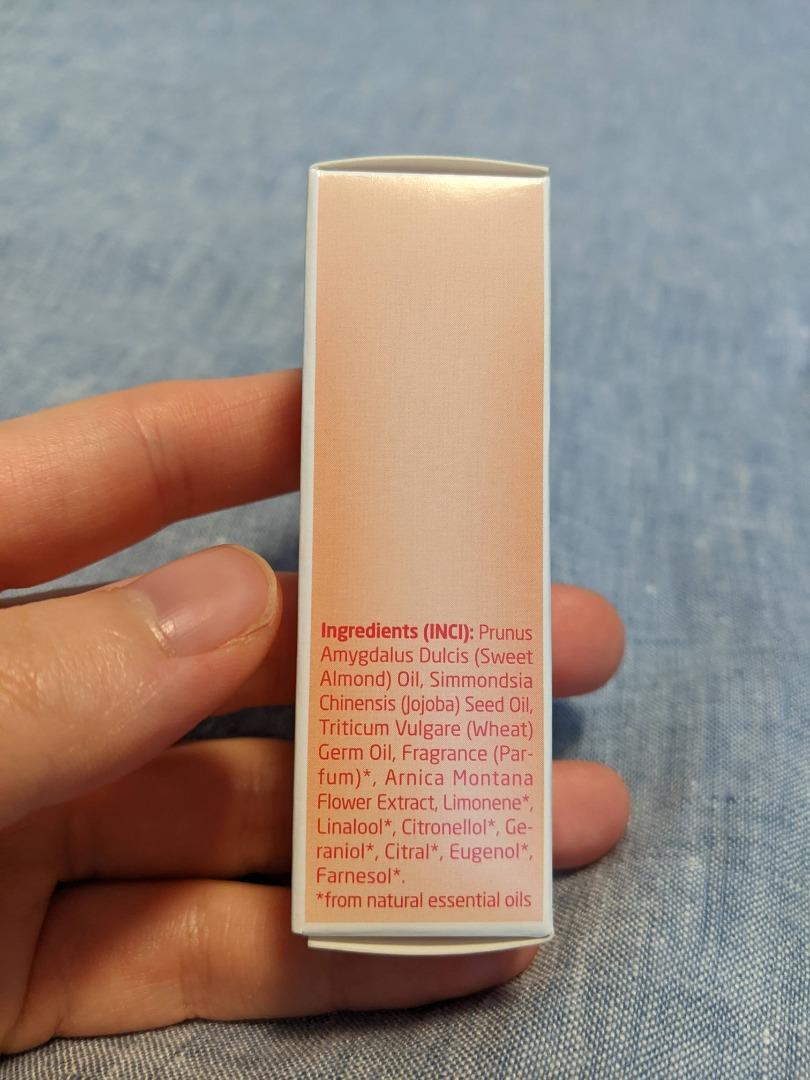 Ingredients (INCI): Prunus
Amygdalus Dulcis (Sweet
Almond) Oil, Simmondsia
Chinensis (Jojoba) Seed Oil,
Triticum Vulgare (Wheat)
Germ Oil, Fragrance (Par-
fum)*, Arnica Montana
Flower Extract, Limonene*,
Linalool*, Citronellol*, Ge-
raniol*, Citral*, Eugenol*,
Farnesol*.
*from natural essential oils